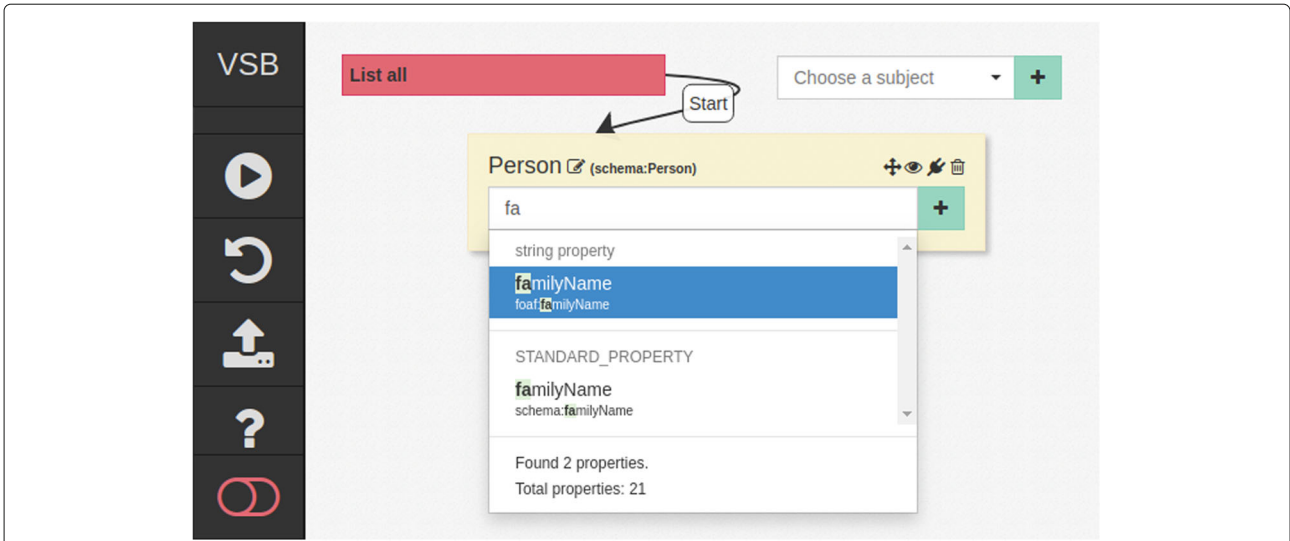 VSB
List all
Choose a subject
Start
Person (schema:Person)
fa
string property
familyName
foaf:familyName
STANDARD_PROPERTY
familyName
schema:familyName
Found 2 properties.
Total properties: 21